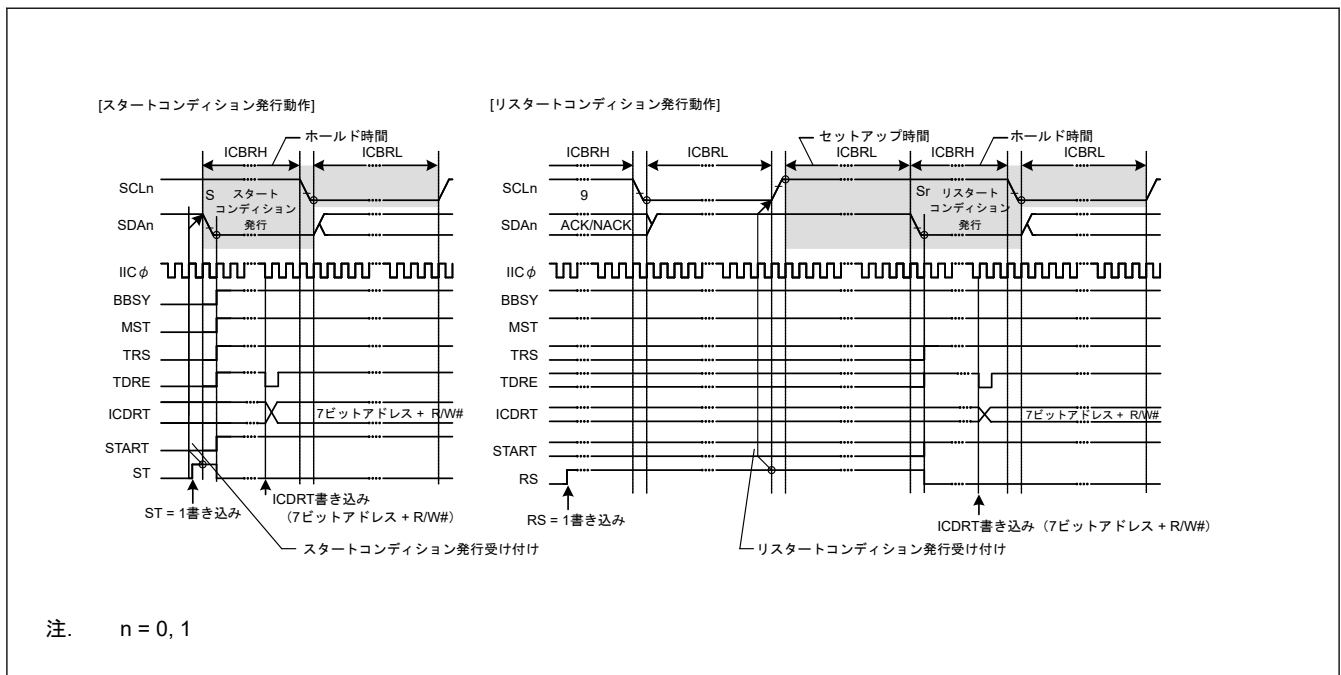 [スタートコンディション発行動作]
ホールド時間
ICBRH
ICBRL
SCLn
S スタート
コンディション
発行
SDAn
IICφ
BBSY
MST
TRS
TDRE
ICDRT
7ビットアドレス + R/W#
START
ST
ST = 1書き込み
ICDRT書き込み
（7ビットアドレス + R/W#）
スタートコンディション発行受け付け
[リスタートコンディション発行動作]
セットアップ時間
ホールド時間
ICBRH
ICBRL
ICBRL
ICBRH
ICBRL
SCLn
9
Sr リスタート
コンディション
発行
SDAn
ACK/NACK
IICφ
BBSY
MST
TRS
TDRE
ICDRT
7ビットアドレス + R/W#
START
RS
RS = 1書き込み
ICDRT書き込み（7ビットアドレス + R/W#）
リスタートコンディション発行受け付け
注. n = 0, 1